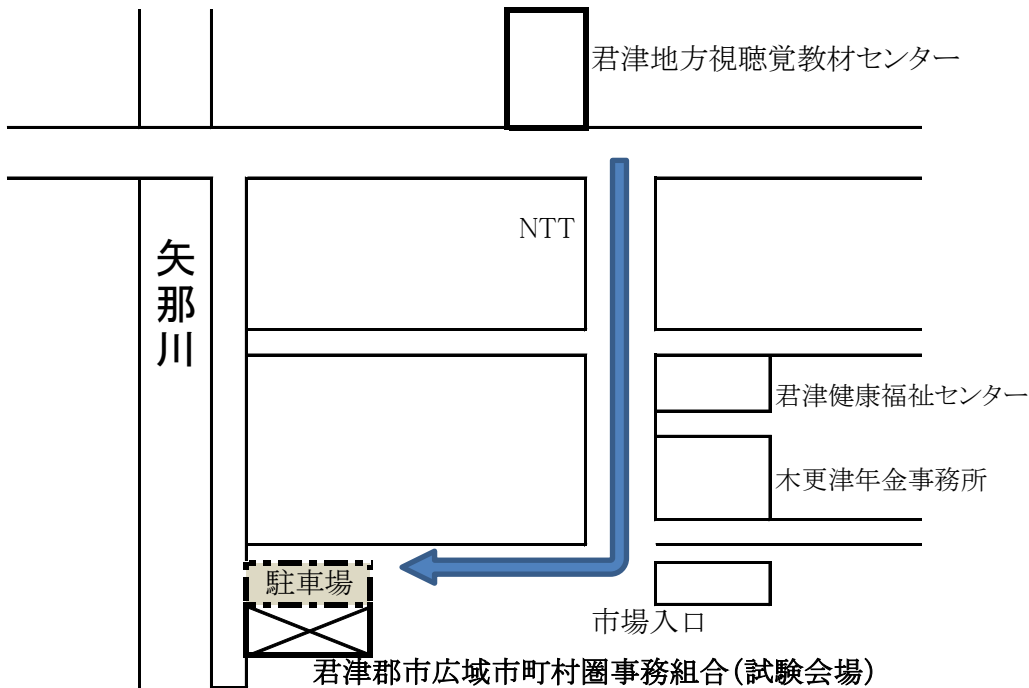 君津地方視聴覚教材センター
NTT
矢那川
君津健康福祉センター
木更津年金事務所
駐車場
市場入口
君津郡市広域市町村圏事務組合(試験会場)